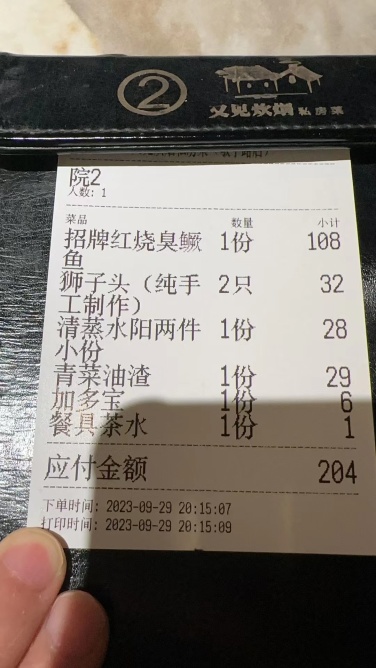 ②
又见炊烟 私房菜
院2
人数: 1
菜品 数量 小计
招牌红烧臭鳜 1份 108
鱼
狮子头（纯手 2只 32
工制作）
清蒸水阳两件 1份 28
小份
青菜油渣 1份 29
加多宝 1份 6
餐具茶水 1份 1
应付金额 204
下单时间: 2023-09-29 20:15:07
打印时间: 2023-09-29 20:15:09